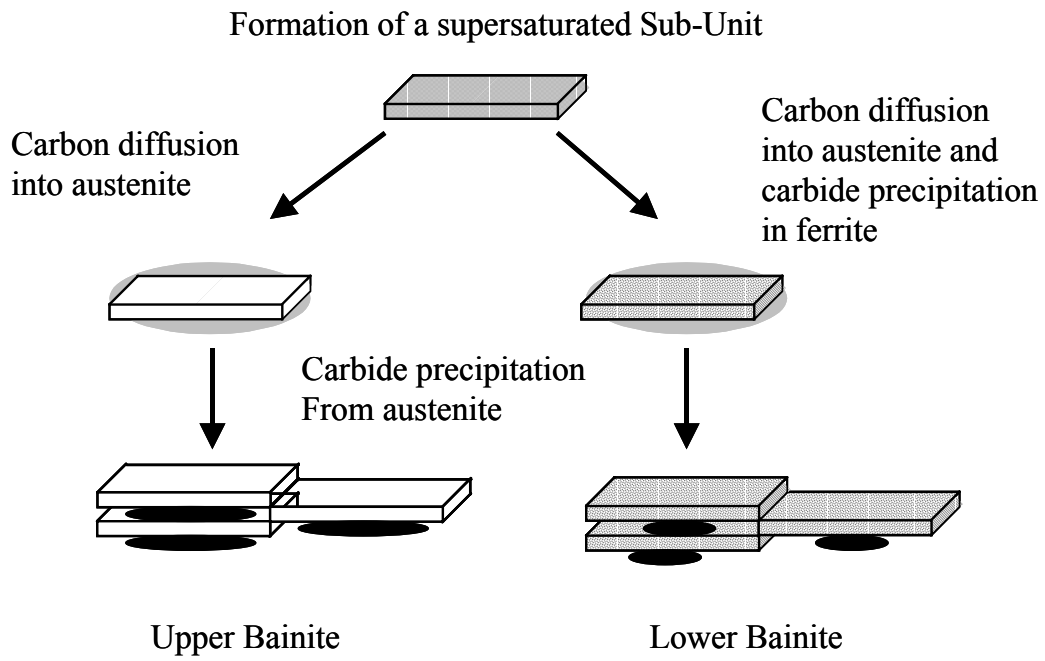 Formation of a supersaturated Sub-Unit
Carbon diffusion
into austenite
Carbon diffusion
into austenite and
carbide precipitation
in ferrite
Carbide precipitation
From austenite
Upper Bainite
Lower Bainite